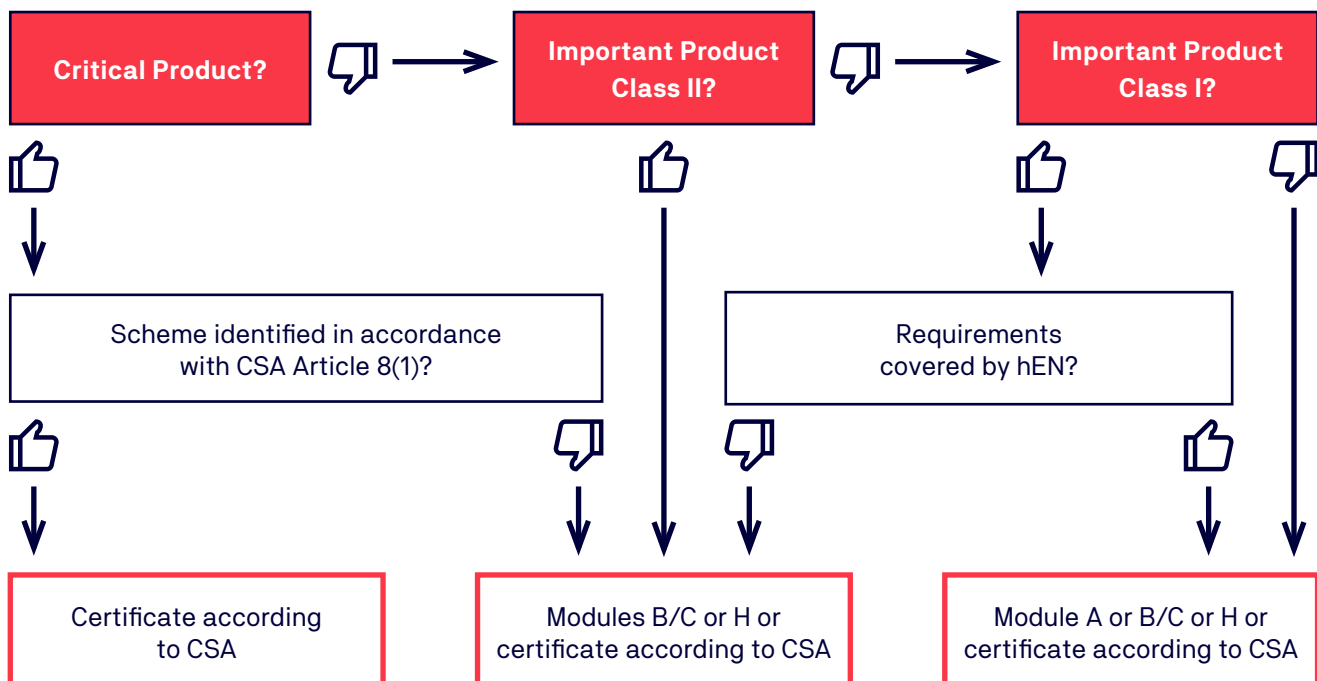 Critical Product?
Important Product
Class II?
Important Product
Class I?
Scheme identified in accordance
with CSA Article 8(1)?
Requirements
covered by hEN?
Certificate according
to CSA
Modules B/C or H or
certificate according to CSA
Module A or B/C or H or
certificate according to CSA